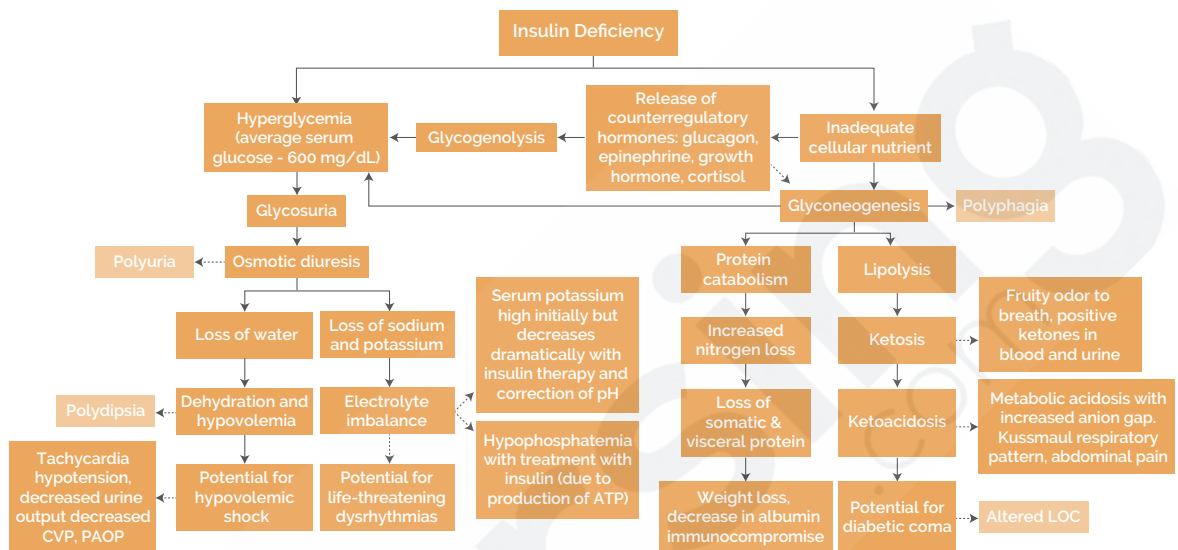 Insulin Deficiency
Hyperglycemia
(average serum
glucose - 600 mg/dL)
Glycogenolysis
Release of
counterregulatory
hormones: glucagon,
epinephrine, growth
hormone, cortisol
Inadequate
cellular nutrient
Glycosuria
Glyconeogenesis
Polyphagia
Polyuria
Osmotic diuresis
Protein
catabolism
Lipolysis
Loss of water
Loss of sodium
and potassium
Serum potassium
high initially but
decreases
dramatically with
insulin therapy and
correction of pH
Increased
nitrogen loss
Ketosis
Fruity odor to
breath, positive
ketones in
blood and urine
Polydipsia
Dehydration and
hypovolemia
Electrolyte
imbalance
Hypophosphatemia
with treatment with
insulin (due to
production of ATP)
Loss of
somatic &
visceral protein
Ketoacidosis
Metabolic acidosis with
increased anion gap.
Kussmaul respiratory
pattern, abdominal pain
Tachycardia
hypotension,
decreased urine
output decreased
CVP, PAOP
Potential for
hypovolemic
shock
Potential for
life-threatening
dysrhythmias
Weight loss,
decrease in albumin
immunocompromise
Potential for
diabetic coma
Altered LOC
rsing
.com